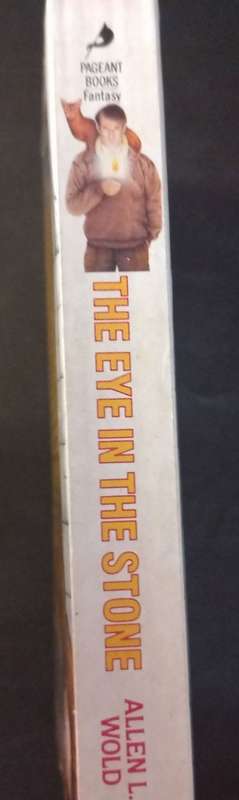 PAGEANT
BOOKS
Fantasy
THE EYE IN THE STONE
ALLEN L.
WOLD